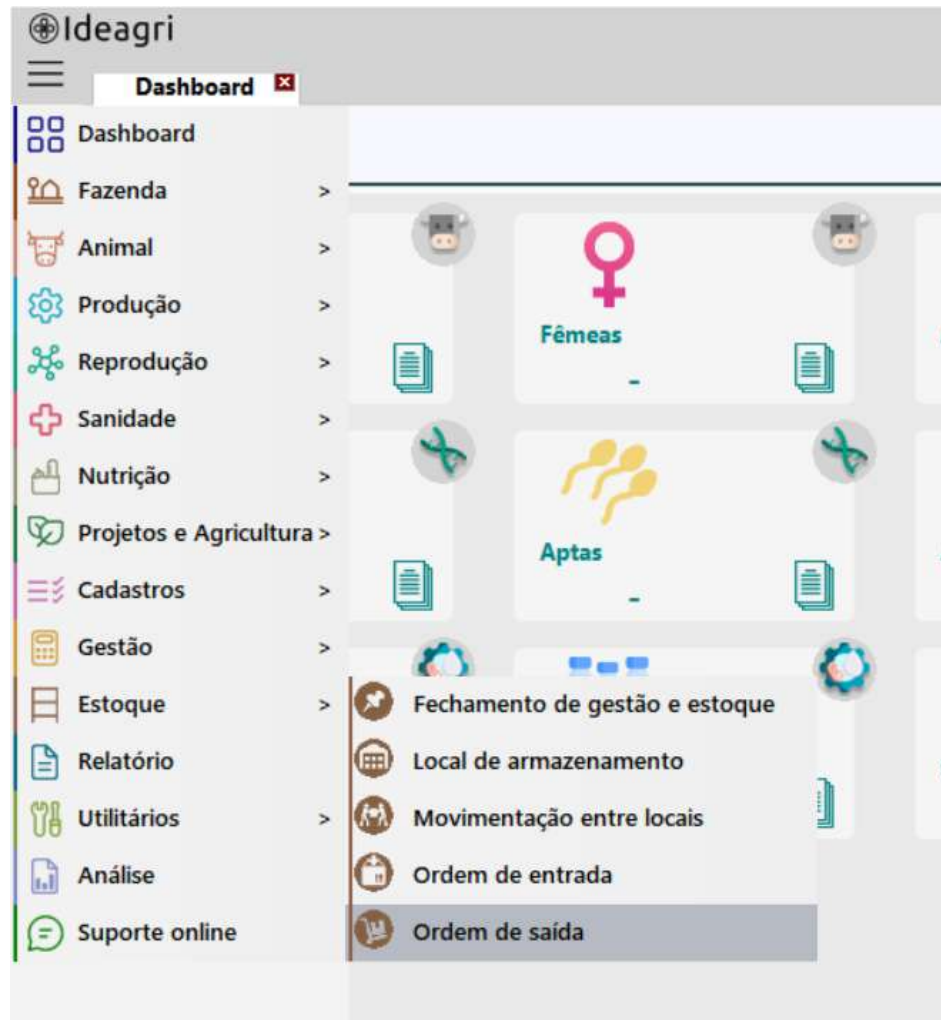 Ideagri
Dashboard
Dashboard
Fazenda >
Animal >
Produção >
Reprodução >
Sanidade >
Nutrição >
Projetos e Agricultura >
Cadastros >
Gestão >
Estoque >
Relatório
Utilitários >
Análise
Suporte online
Fêmeas
-
Aptas
-
Fechamento de gestão e estoque
Local de armazenamento
Movimentação entre locais
Ordem de entrada
Ordem de saída